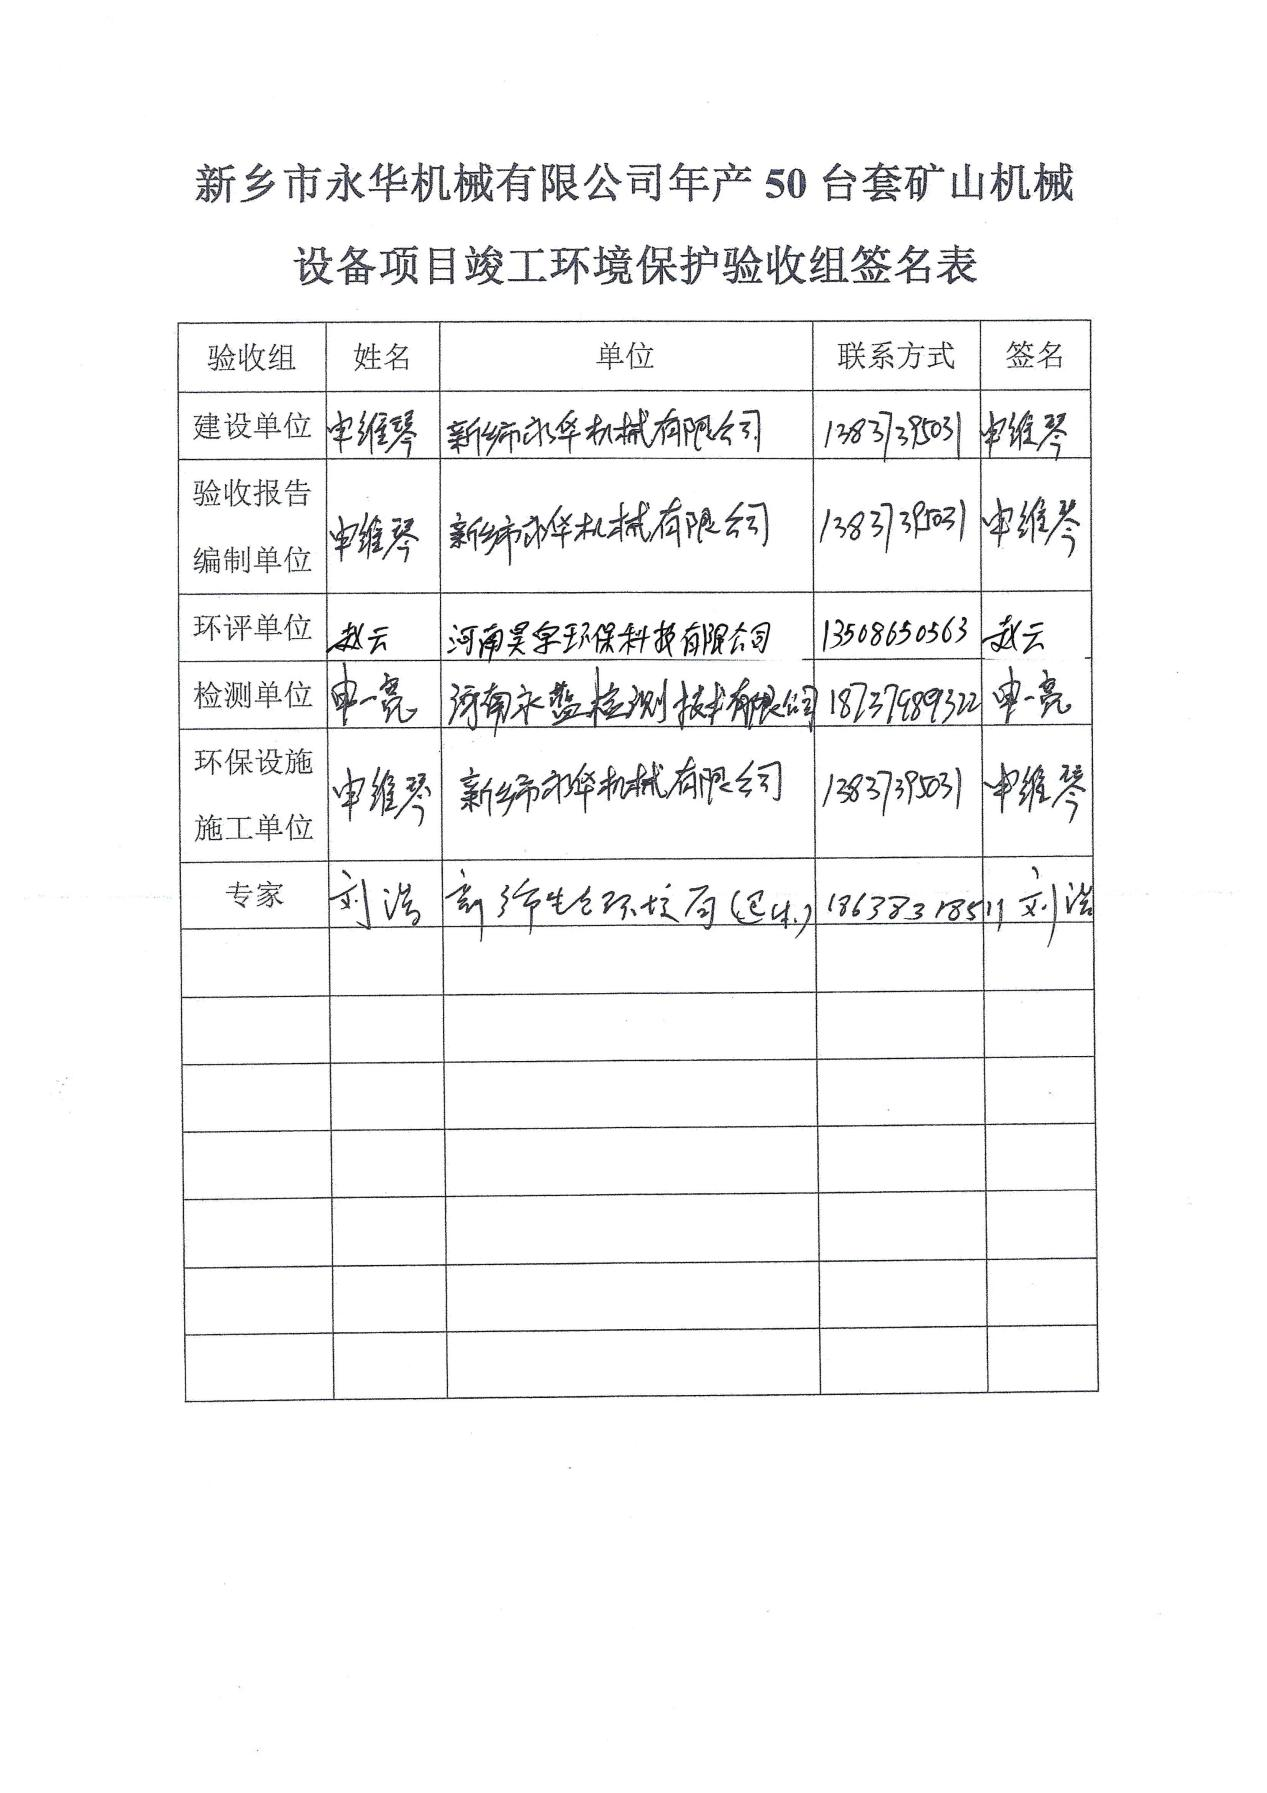 新乡市永华机械有限公司年产 50 台套矿山机械
设备项目竣工环境保护验收组签名表
验收组 姓名 单位 联系方式 签名
建设单位 申维琴 新乡市永华机械有限公司 13837395031 申维琴
验收报告
编制单位 申维琴 新乡市永华机械有限公司 13837395031 申维琴
环评单位 赵云 河南昊宇环保科技有限公司 13508650563 赵云
检测单位 申一亮 河南永蓝检测技术有限公司 18737989322 申一亮
环保设施
施工单位 申维琴 新乡市永华机械有限公司 13837395031 申维琴
专家 刘浩 新乡市生态环境局(退休) 刘浩